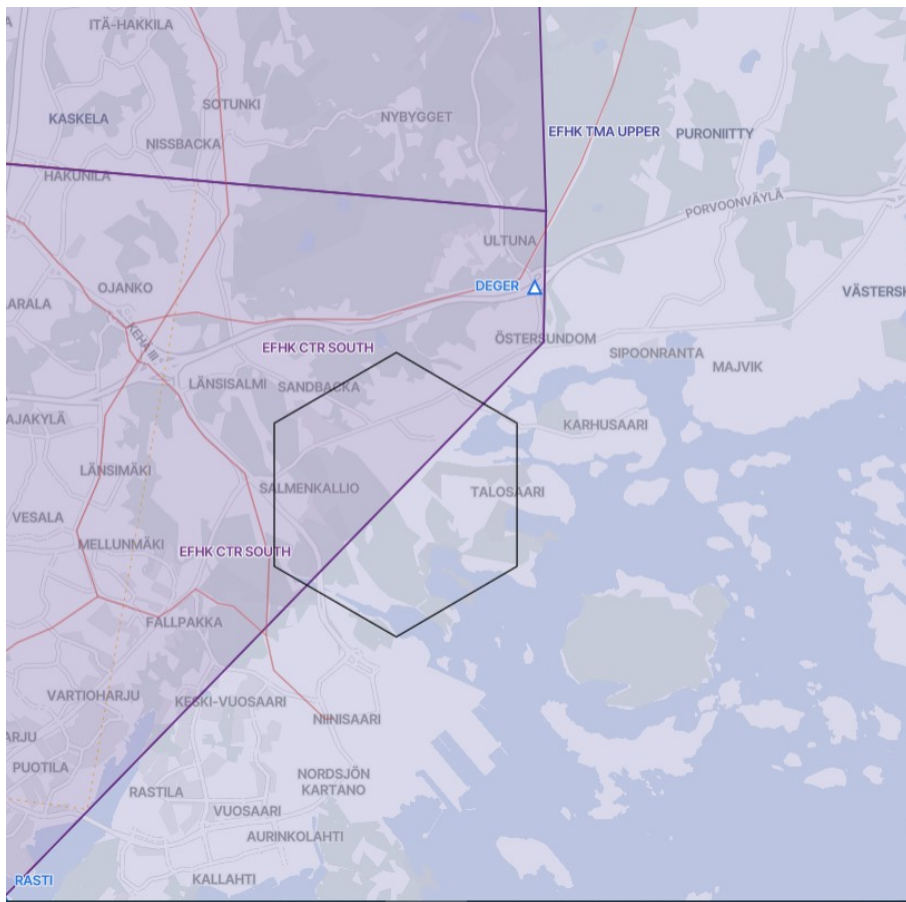 ITÄ-HAKKILA
SOTUNKI
KASKELA
NYBYGGET
EFHK TMA UPPER
PURONIITTY
NISSBACKA
HAKUNILA
PORVOONVÄYLÄ
ULTUNA
DEGER
OJANKO
VÄSTERSK
ARALA
KEHÄ III
EFHK CTR SOUTH
ÖSTERSUNDOM
SIPOONRANTA
MAJVIK
LÄNSISALMI
SANDBACKA
AJAKYLÄ
KARHUSAARI
LÄNSIMÄKI
SALMENKALLIO
TALOSAARI
VESALA
MELLUNMÄKI
EFHK CTR SOUTH
FALLPAKKA
VARTIOHARJU
KESKI-VUOSAARI
NIINISAARI
ARJU
PUOTILA
NORDSJÖN
KARTANO
RASTILA
VUOSAARI
AURINKOLAHTI
RASTI
KALLAHTI